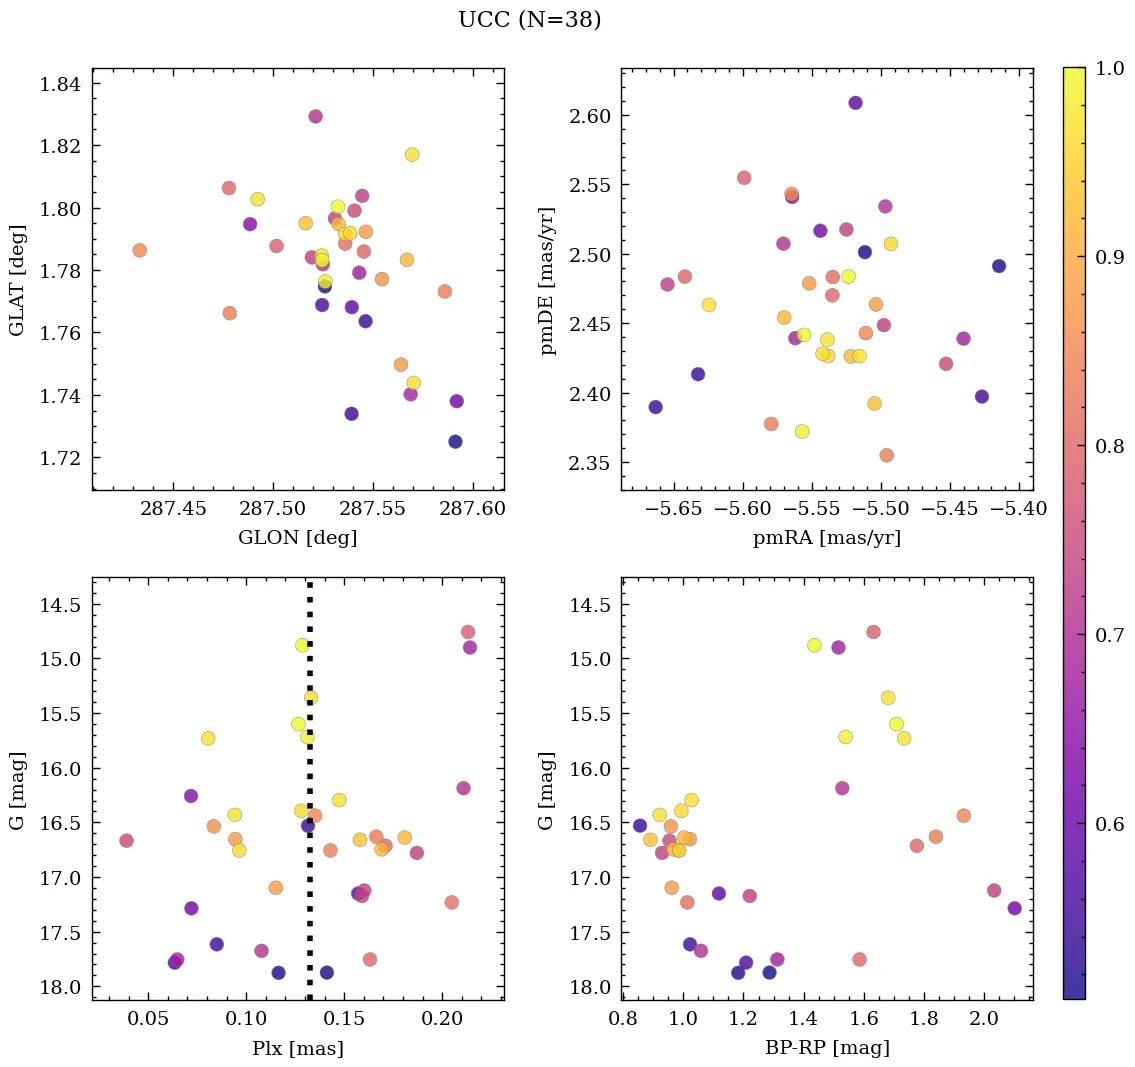 UCC (N=38)
1.84
1.82
1.80
1.78
1.76
1.74
1.72
GLAT [deg]
287.45 287.50 287.55 287.60
GLON [deg]
2.60
2.55
2.50
2.45
2.40
2.35
pmDE [mas/yr]
−5.65 −5.60 −5.55 −5.50 −5.45 −5.40
pmRA [mas/yr]
1.0
0.9
0.8
0.7
0.6
14.5
15.0
15.5
16.0
16.5
17.0
17.5
18.0
G [mag]
0.05 0.10 0.15 0.20
Plx [mas]
14.5
15.0
15.5
16.0
16.5
17.0
17.5
18.0
G [mag]
0.8 1.0 1.2 1.4 1.6 1.8 2.0
BP-RP [mag]